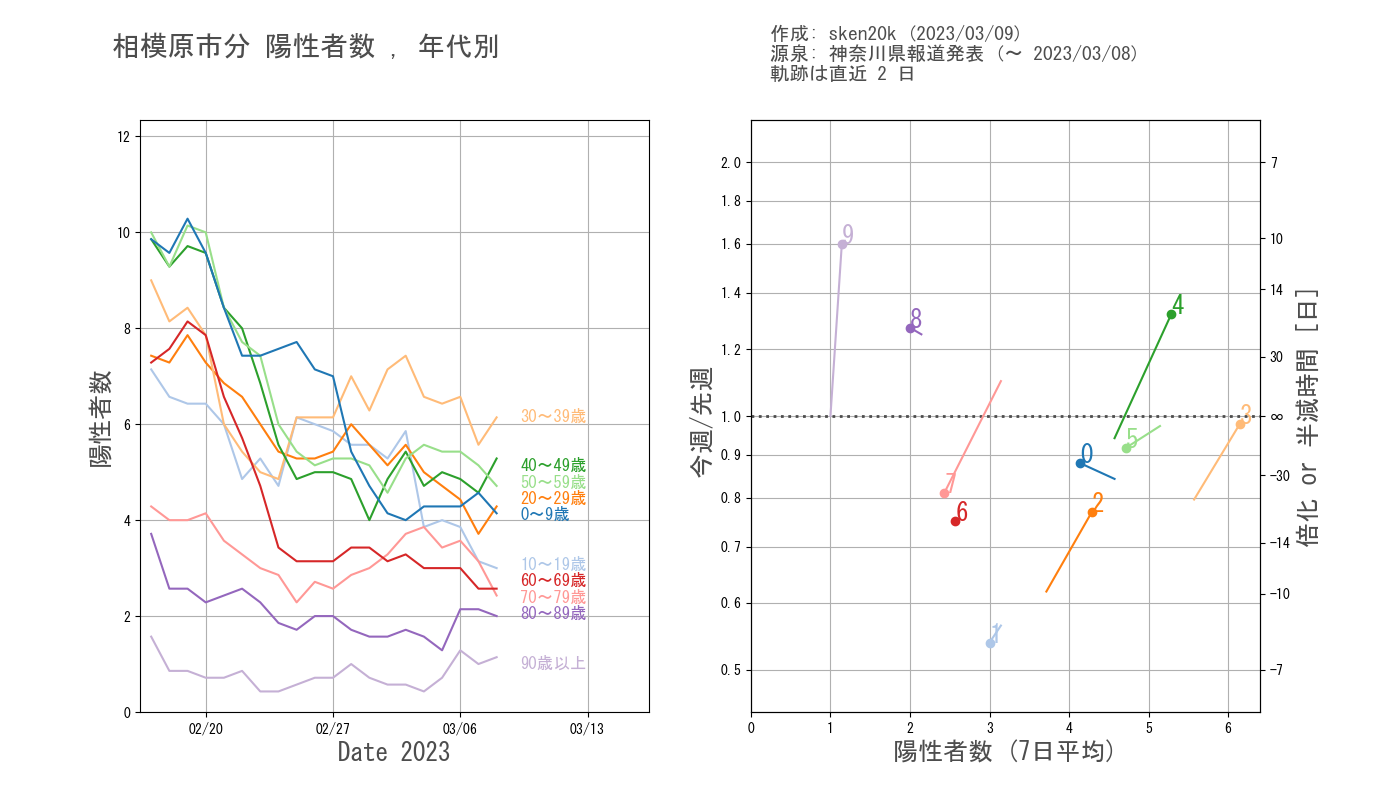 相模原市分 陽性者数 , 年代別
作成: sken20k (2023/03/09)
源泉: 神奈川県報道発表 (〜 2023/03/08)
軌跡は直近 2 日
陽性者数
12
10
8
6
4
2
0
02/20
02/27
03/06
03/13
Date 2023
30〜39歳
40〜49歳
50〜59歳
20〜29歳
0〜9歳
10〜19歳
60〜69歳
70〜79歳
80〜89歳
90歳以上
今週/先週
2.0
1.8
1.6
1.4
1.2
1.0
0.9
0.8
0.7
0.6
0.5
0
1
2
3
4
5
6
陽性者数 (7日平均)
9
8
4
3
5
0
7
2
6
1
7
10
14
30
∞
−30
−14
−10
−7
倍化 or 半減時間 [日]